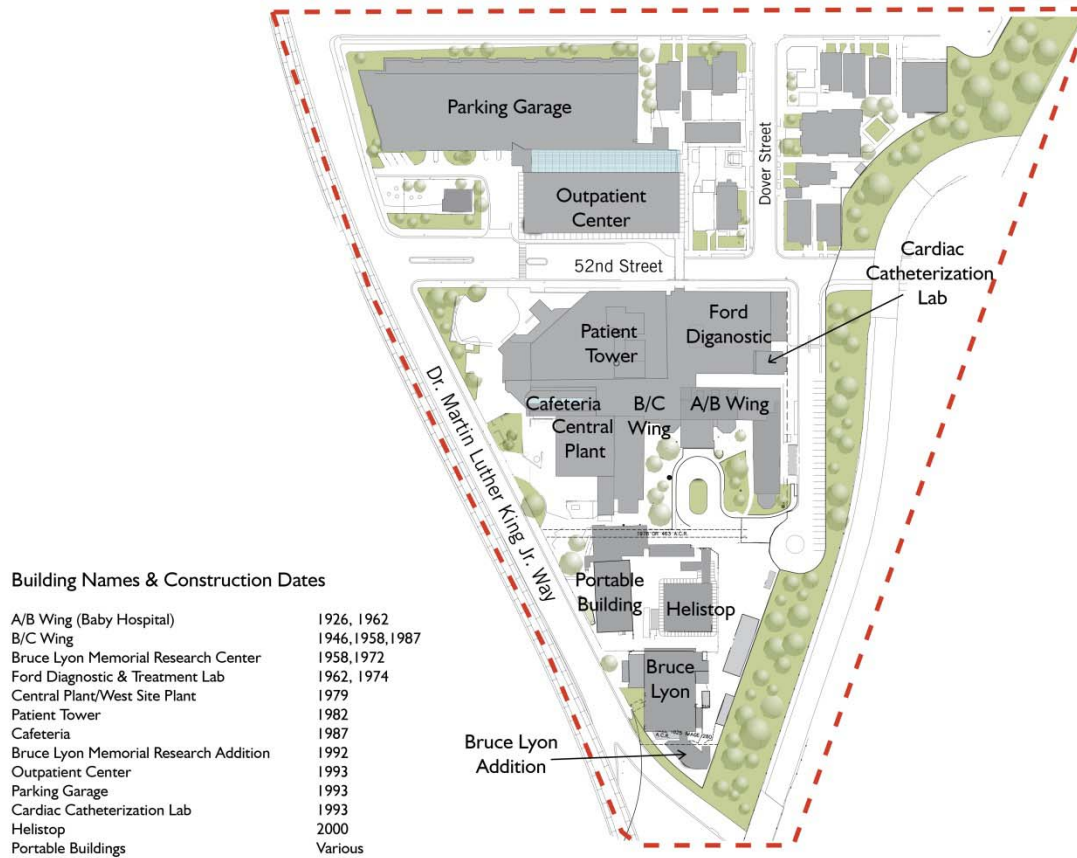 Parking Garage
Outpatient
Center
Dover Street
52nd Street
Cardiac
Catheterization
Lab
Patient
Tower
Ford
Diganostic
Cafeteria
Central
Plant
B/C
Wing
A/B Wing
Dr. Martin Luther King Jr. Way
Portable
Building
Helistop
Bruce
Lyon
Bruce Lyon
Addition
Building Names & Construction Dates
A/B Wing (Baby Hospital) 1926, 1962
B/C Wing 1946,1958,1987
Bruce Lyon Memorial Research Center 1958,1972
Ford Diagnostic & Treatment Lab 1962, 1974
Central Plant/West Site Plant 1979
Patient Tower 1982
Cafeteria 1987
Bruce Lyon Memorial Research Addition 1992
Outpatient Center 1993
Parking Garage 1993
Cardiac Catheterization Lab 1993
Helistop 2000
Portable Buildings Various